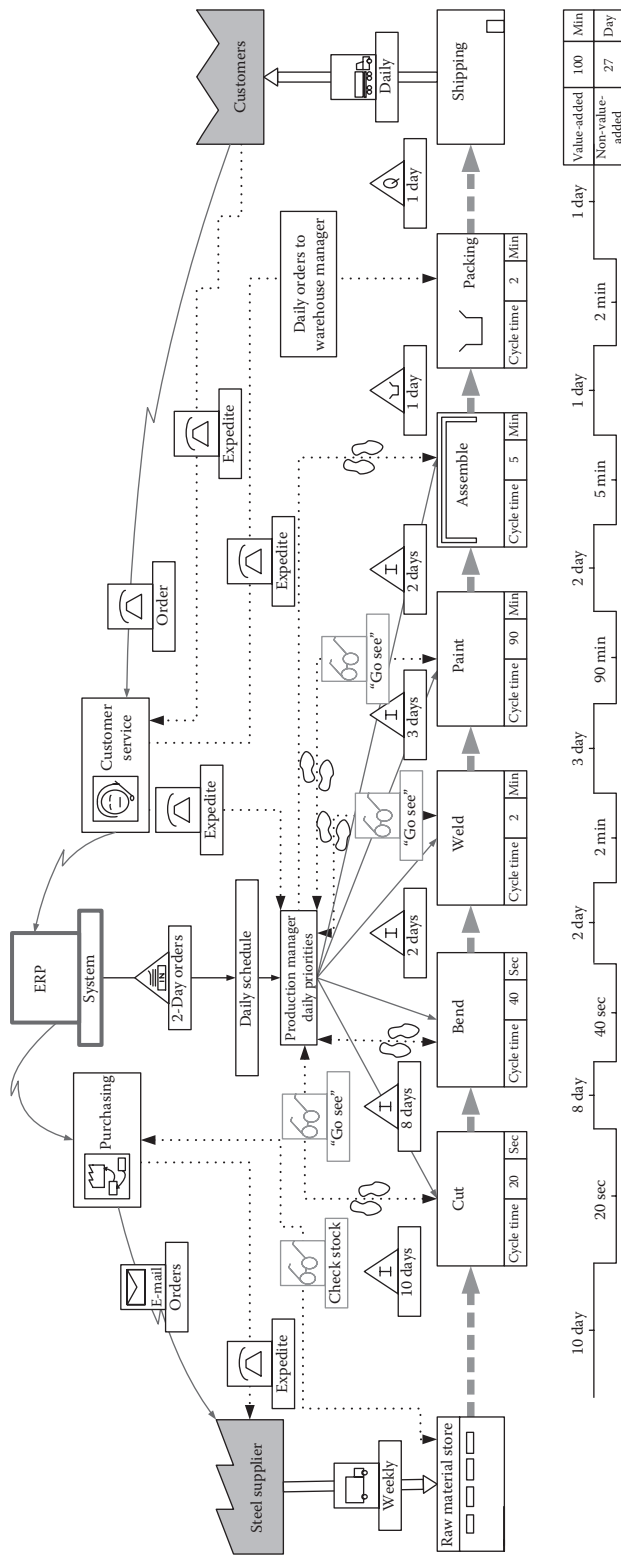 ERP
System
Purchasing
Customer
service
Customers
Steel supplier
E-mail
Orders
2-Day orders
Order
Expedite
Expedite
Expedite
Expedite
Expedite
Daily schedule
Production manager
daily priorities
Daily orders to
warehouse manager
Check stock
"Go see"
"Go see"
"Go see"
Weekly
Daily
10 days
I
8 days
I
2 days
I
3 days
I
2 days
I
1 day
1 day
Q
IN
Raw material store
Cut
Cycle time 20 Sec
Bend
Cycle time 40 Sec
Weld
Cycle time 2 Min
Paint
Cycle time 90 Min
Assemble
Cycle time 5 Min
Packing
Cycle time 2 Min
Shipping
10 day
20 sec
8 day
40 sec
2 day
2 min
3 day
90 min
2 day
5 min
1 day
2 min
1 day
Value-added 100 Min
Non-value-
added 27 Day